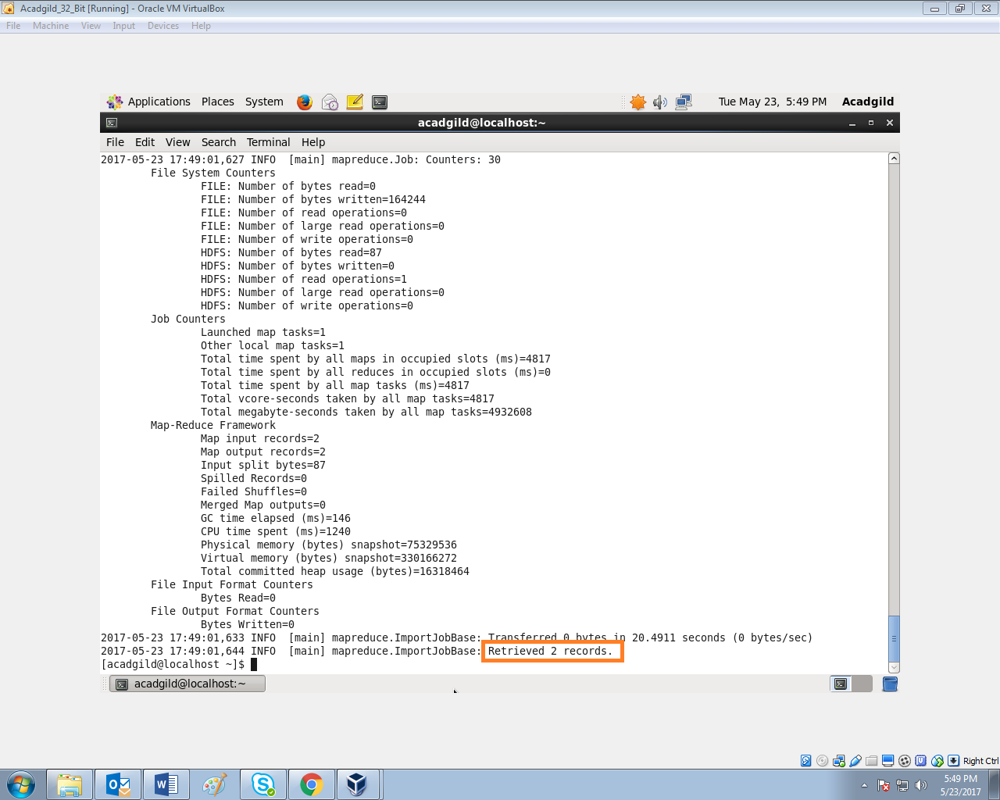 Acadgild_32_Bit [Running] - Oracle VM VirtualBox
File Machine View Input Devices Help
Applications Places System Tue May 23, 5:49 PM Acadgild
acadgild@localhost:~
File Edit View Search Terminal Help
2017-05-23 17:49:01,627 INFO  [main] mapreduce.Job: Counters: 30
File System Counters
FILE: Number of bytes read=0
FILE: Number of bytes written=164244
FILE: Number of read operations=0
FILE: Number of large read operations=0
FILE: Number of write operations=0
HDFS: Number of bytes read=87
HDFS: Number of bytes written=0
HDFS: Number of read operations=1
HDFS: Number of large read operations=0
HDFS: Number of write operations=0
Job Counters
Launched map tasks=1
Other local map tasks=1
Total time spent by all maps in occupied slots (ms)=4817
Total time spent by all reduces in occupied slots (ms)=0
Total time spent by all map tasks (ms)=4817
Total vcore-seconds taken by all map tasks=4817
Total megabyte-seconds taken by all map tasks=4932608
Map-Reduce Framework
Map input records=2
Map output records=2
Input split bytes=87
Spilled Records=0
Failed Shuffles=0
Merged Map outputs=0
GC time elapsed (ms)=146
CPU time spent (ms)=1240
Physical memory (bytes) snapshot=75329536
Virtual memory (bytes) snapshot=330166272
Total committed heap usage (bytes)=16318464
File Input Format Counters
Bytes Read=0
File Output Format Counters
Bytes Written=0
2017-05-23 17:49:01,633 INFO  [main] mapreduce.ImportJobBase: Transferred 0 bytes in 20.4911 seconds (0 bytes/sec)
2017-05-23 17:49:01,644 INFO  [main] mapreduce.ImportJobBase: Retrieved 2 records.
[acadgild@localhost ~]$
acadgild@localhost:~
Right Ctrl
5:49 PM
5/23/2017